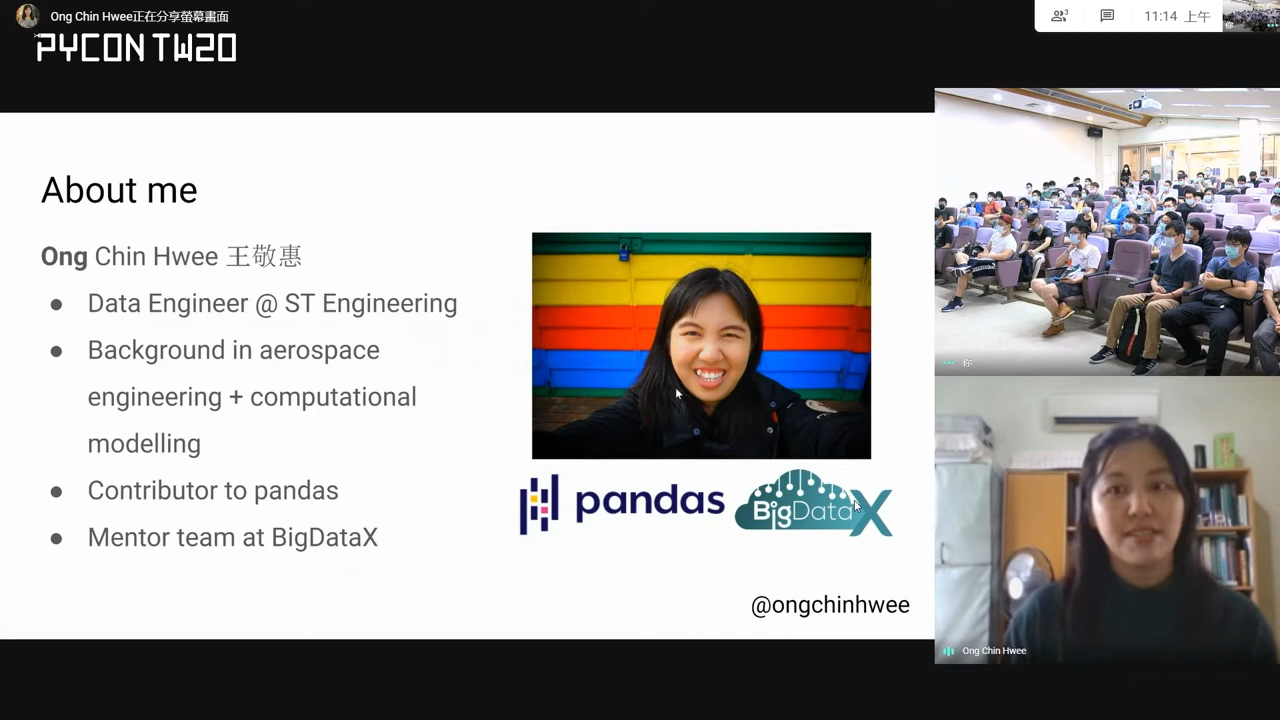 Ong Chin Hwee正在分享螢幕畫面
PYCON TW20
3
11:14 上午
你
About me
Ong Chin Hwee 王敬惠
● Data Engineer @ ST Engineering
● Background in aerospace
engineering + computational
modelling
● Contributor to pandas
● Mentor team at BigDataX
pandas
BigDataX
@ongchinhwee
你
Ong Chin Hwee